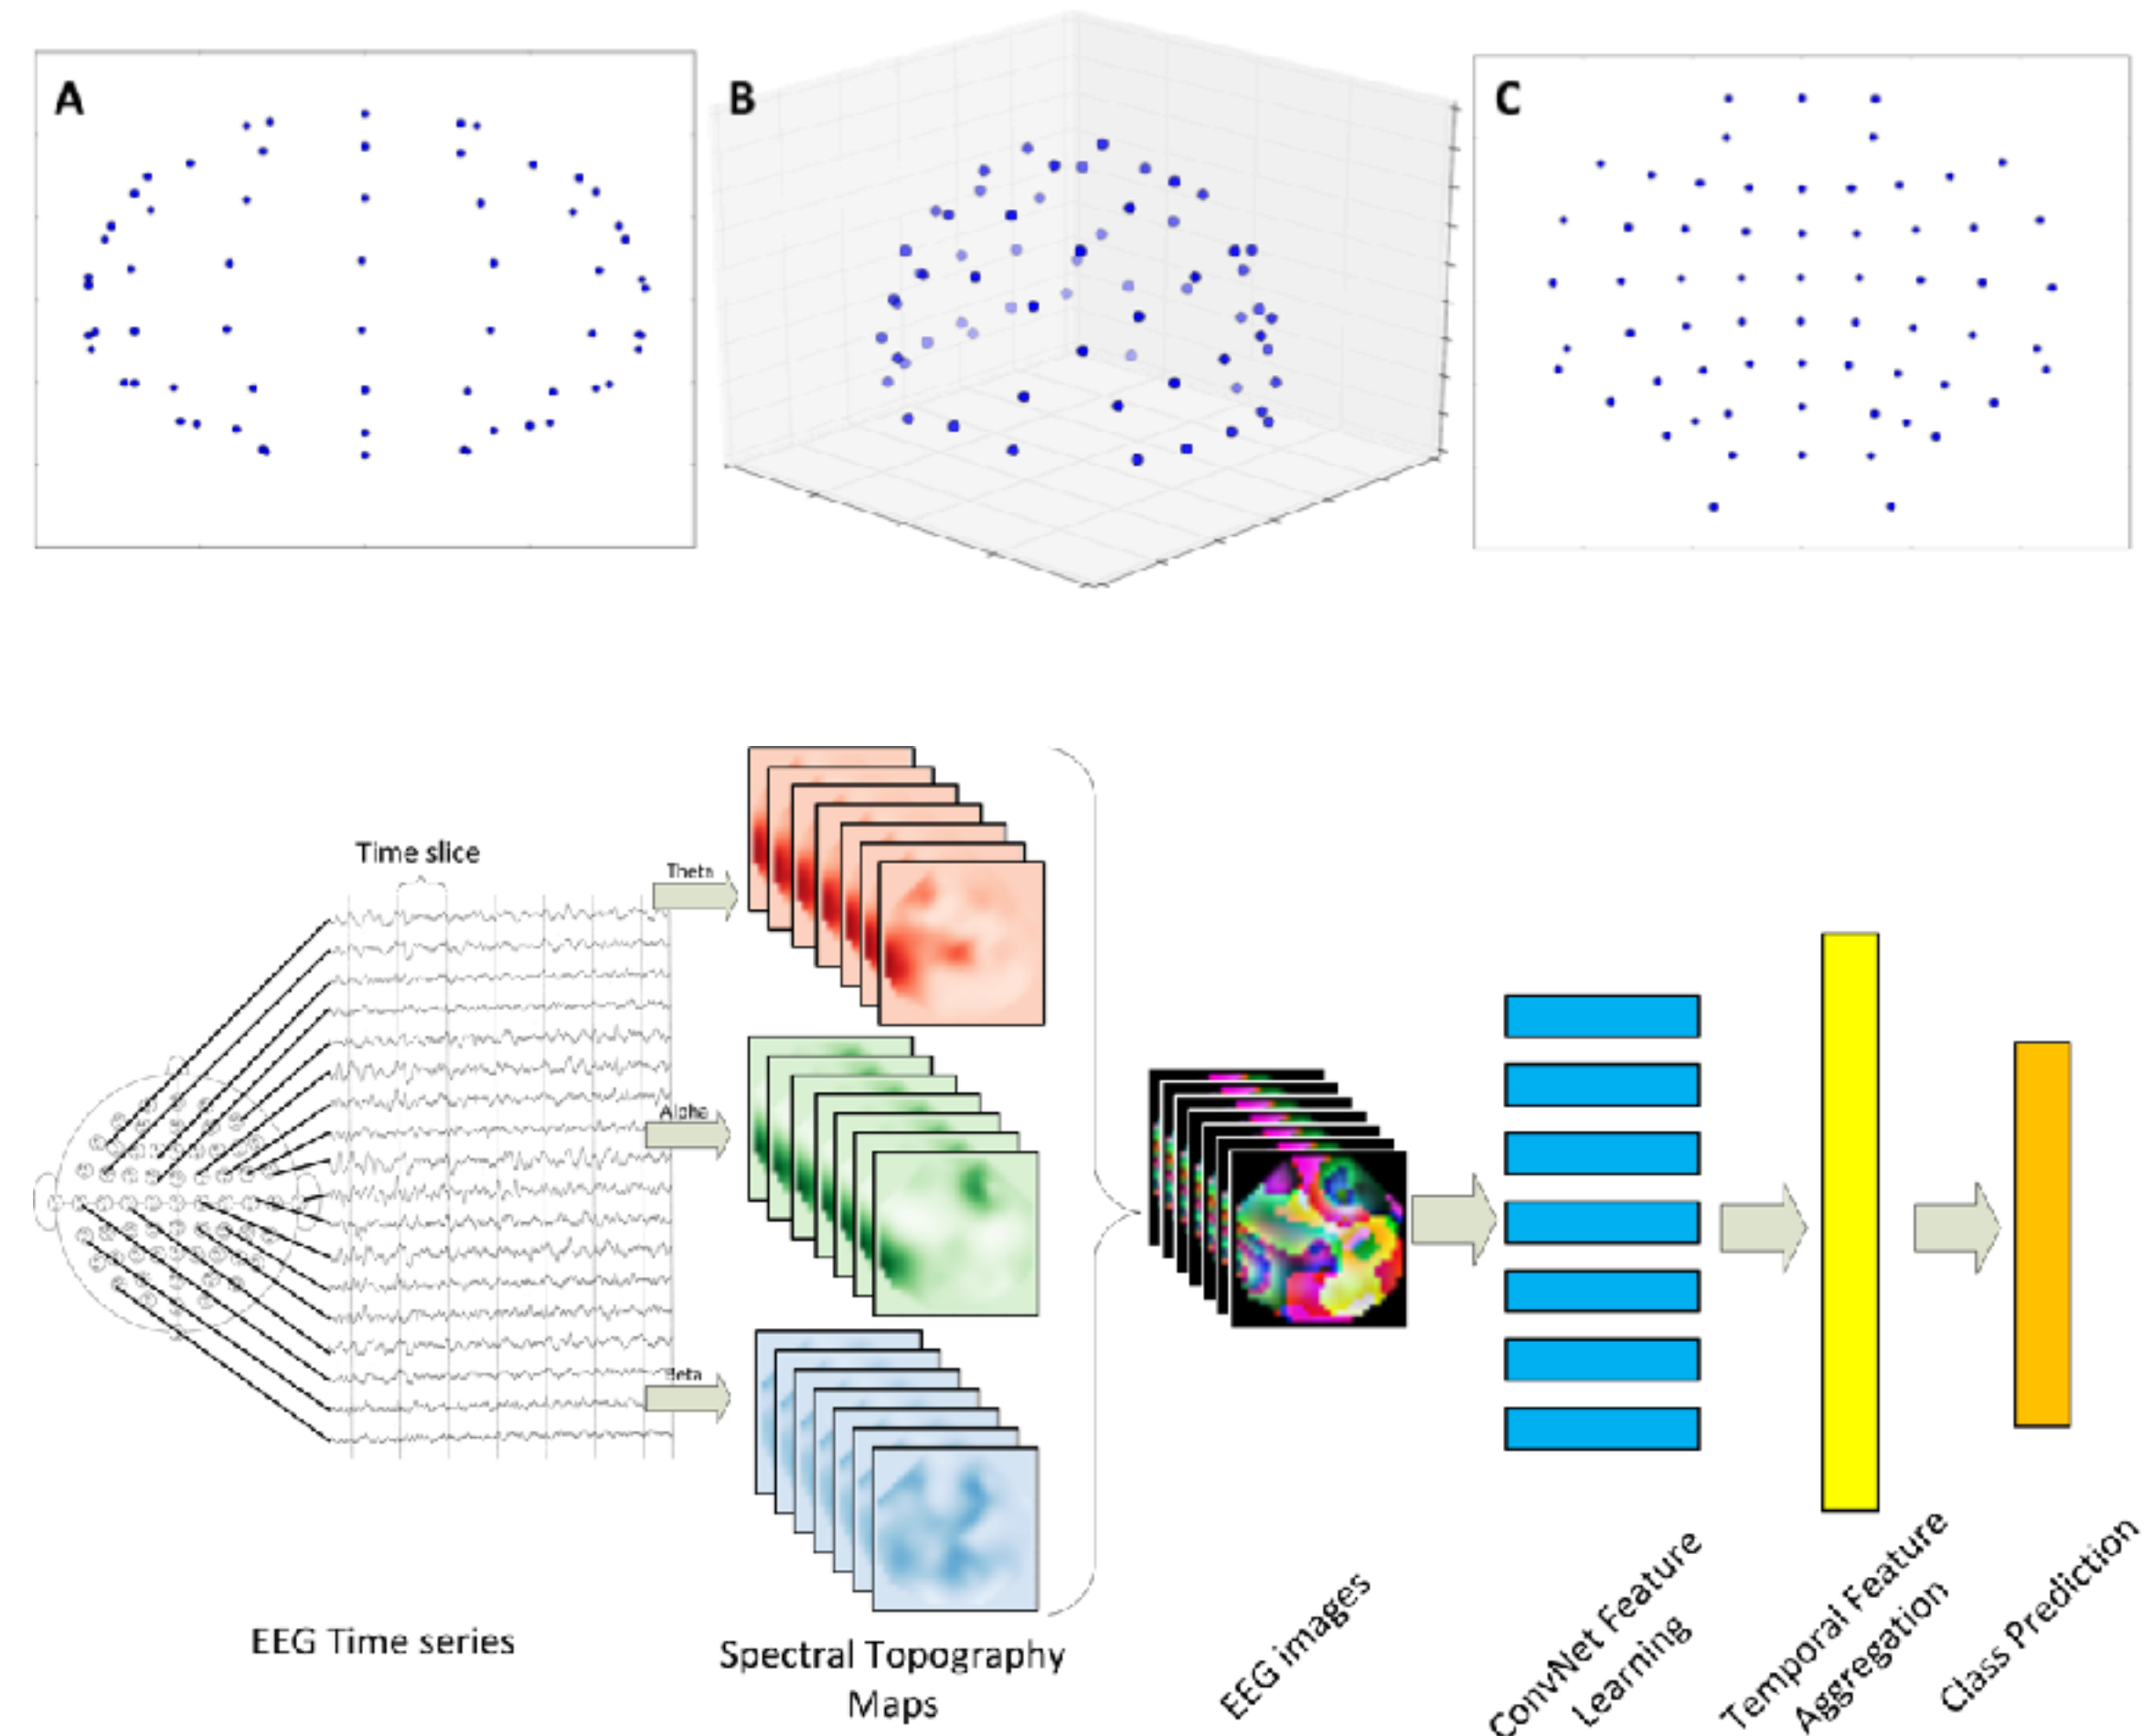 A
B
C
Time slice
Theta
Alpha
Beta
EEG Time series
Spectral Topography
Maps
EEG images
ConvNet Feature
Learning
Temporal Feature
Aggregation
Class Prediction